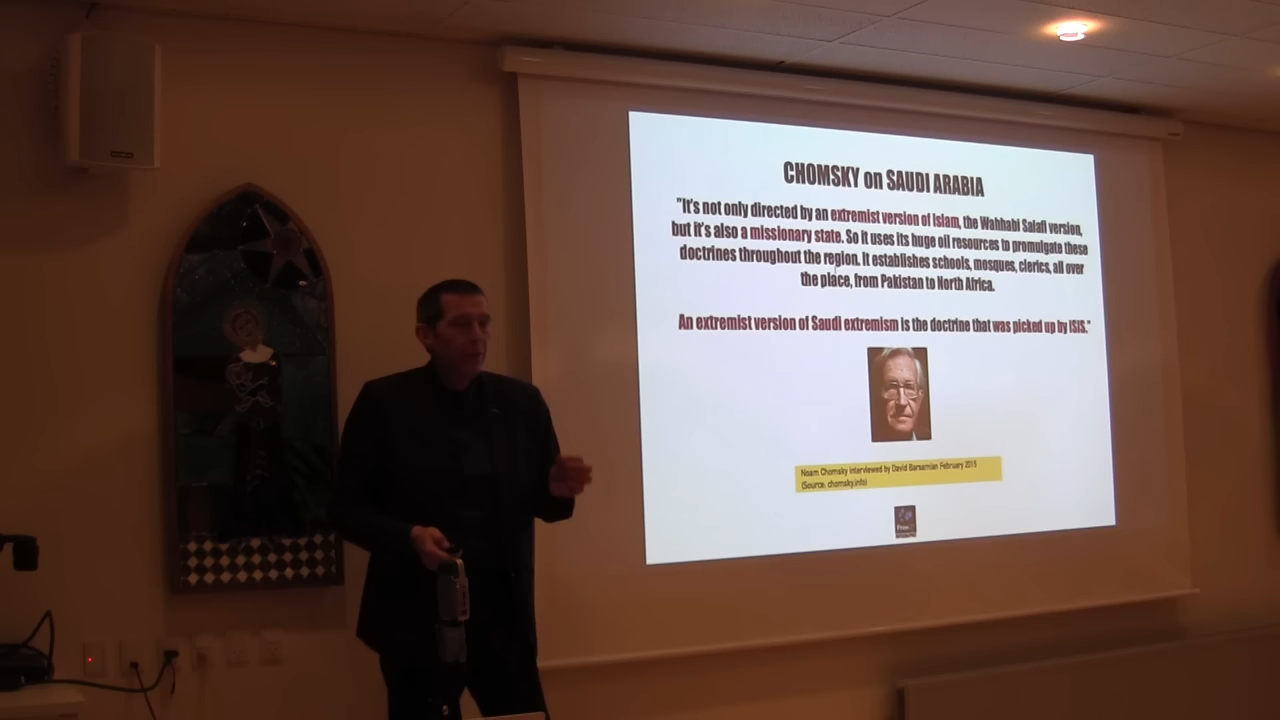 CHOMSKY on SAUDI ARABIA
"It's not only directed by an extremist version of Islam, the Wahhabi Salafi version,
but it's also a missionary state. So it uses its huge oil resources to promulgate these
doctrines throughout the region. It establishes schools, mosques, clerics, all over
the place, from Pakistan to North Africa.
An extremist version of Saudi extremism is the doctrine that was picked up by ISIS."
Noam Chomsky interviewed by David Barsamian February 2015
(Source: chomsky.info)